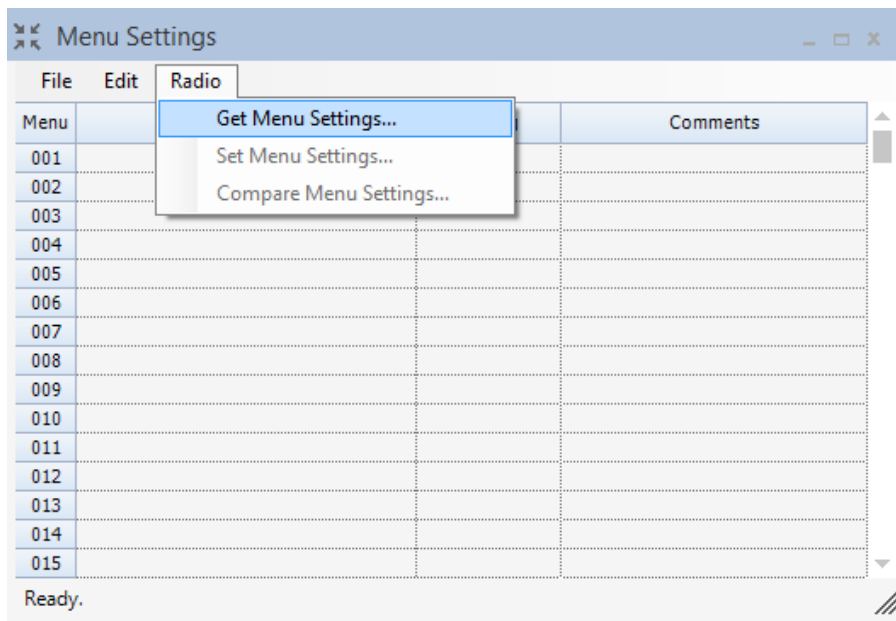 Menu Settings
File Edit Radio
Get Menu Settings...
Set Menu Settings...
Compare Menu Settings...
Menu Comments
001
002
003
004
005
006
007
008
009
010
011
012
013
014
015
Ready.